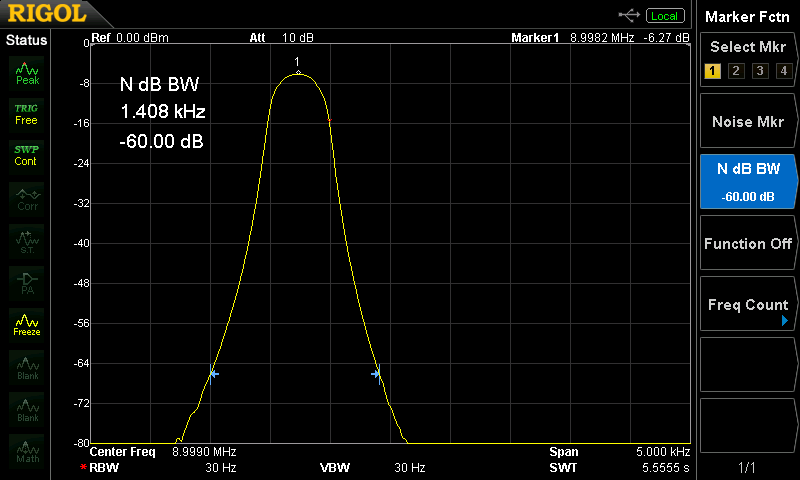 RIGOL
Status
Peak
TRIG
Free
SWP
Cont
Corr
S.T.
PA
Freeze
Blank
Blank
Math
Ref 0.00 dBm Att 10 dB Marker1 8.9982 MHz -6.27 dB
Local
0
-8
-16
-24
-32
-40
-48
-56
-64
-72
-80
1
N dB BW
1.408 kHz
-60.00 dB
Center Freq 8.9990 MHz Span 5.000 kHz
RBW 30 Hz VBW 30 Hz SWT 5.5555 s
Marker Fctn
Select Mkr
1 2 3 4
Noise Mkr
N dB BW
-60.00 dB
Function Off
Freq Count
1/1